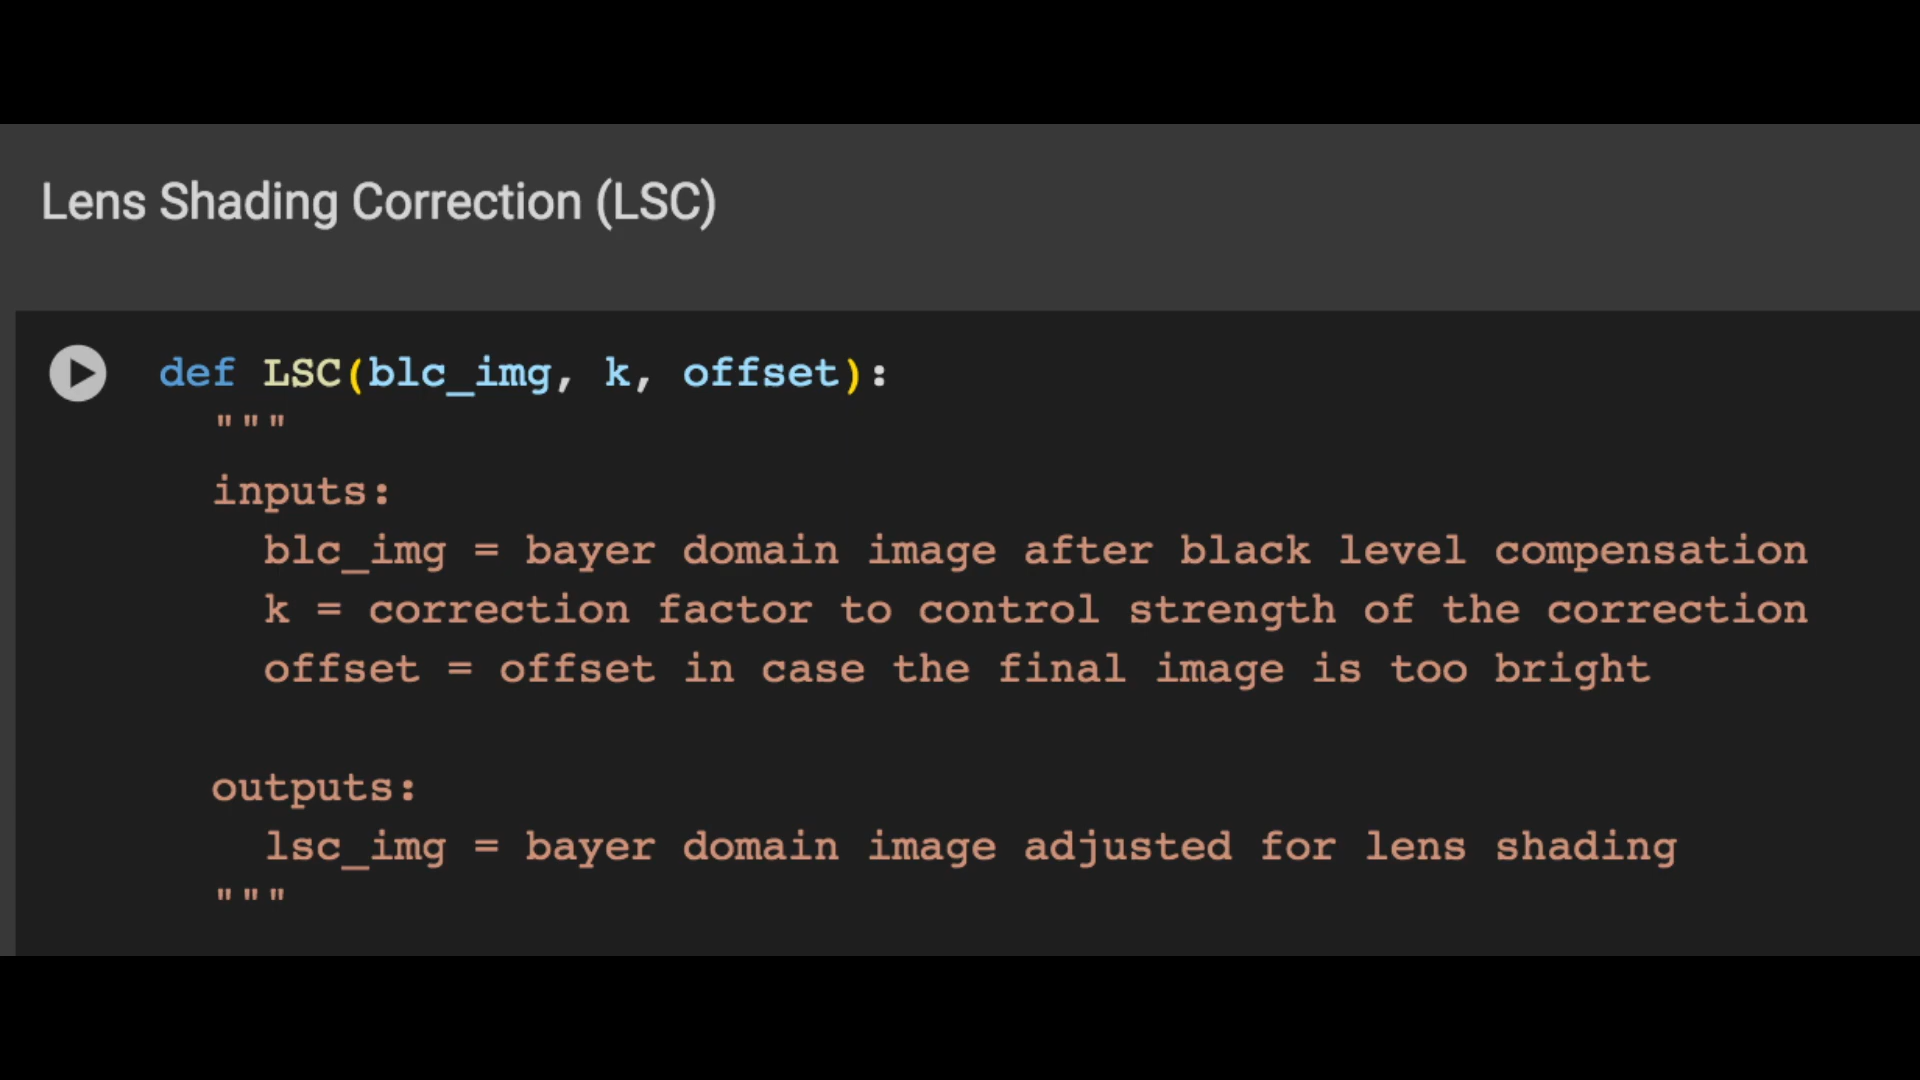 Lens Shading Correction (LSC)
def LSC(blc_img, k, offset):
"""
inputs:
blc_img = bayer domain image after black level compensation
k = correction factor to control strength of the correction
offset = offset in case the final image is too bright
outputs:
lsc_img = bayer domain image adjusted for lens shading
"""